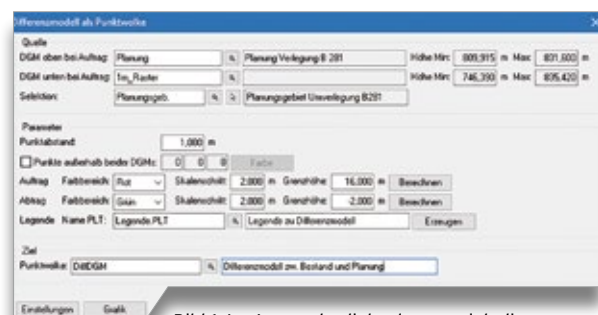 Differenzmodell als Punktwolke
Quelle
DGM oben bei Auftrag: Planung Planung Verlegung B 281 Höhe Min: 809,915 m Max: 831,600 m
DGM unten bei Auftrag: 1m_Raster Höhe Min: 746,390 m Max: 835,420 m
Selektion: Planungsgeb. Planungsgebiet Umverlegung B281
Parameter
Punktabstand: 1,000 m
Punkte außerhalb beider DGMs: 0 0 0 Farbe
Auftrag Farbbereich: Rot Skalenschritt: 2,000 m Grenzhöhe: 16,000 m Berechnen
Abtrag Farbbereich: Grün Skalenschritt: 2,000 m Grenzhöhe: -2,000 m Berechnen
Legende Name PLT: Legende.PLT Legende zu Differenzmodell Erzeugen
Ziel
Punktwolke: DiffDGM Differenzmodell zw. Bestand und Planung
Einstellungen Grafik